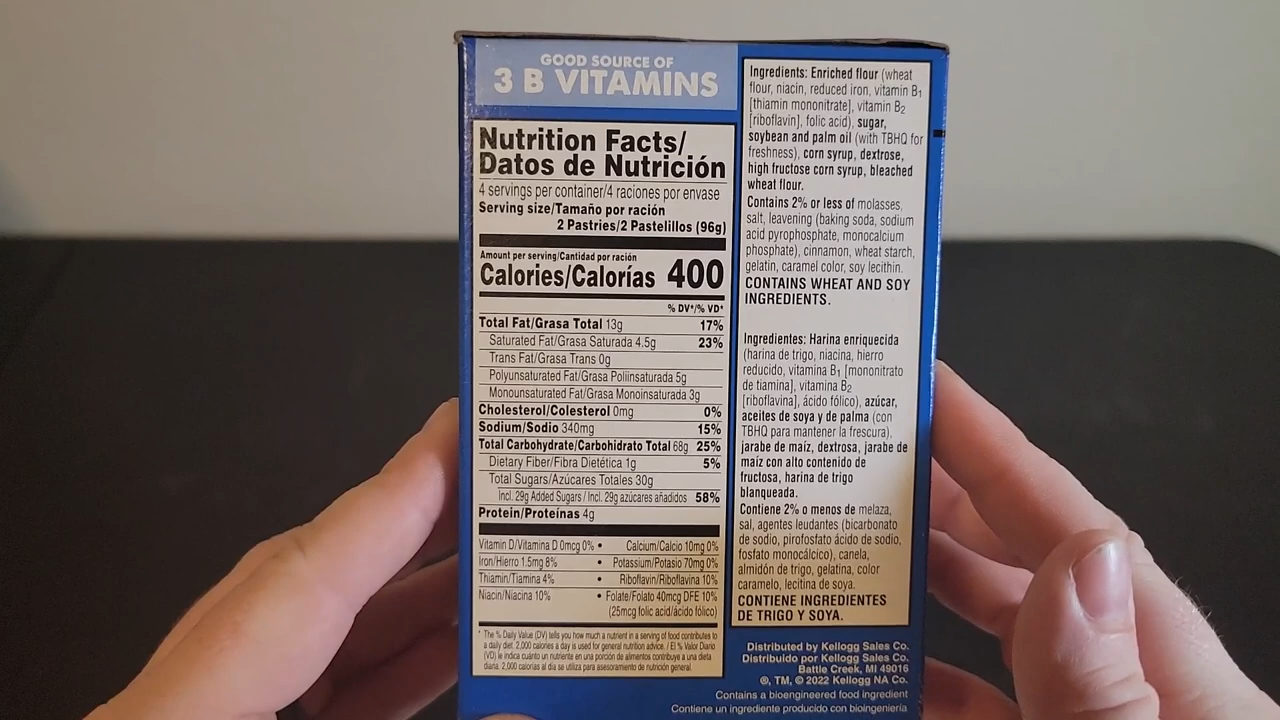 GOOD SOURCE OF
3 B VITAMINS
Nutrition Facts/
Datos de Nutrición
4 servings per container/4 raciones por envase
Serving size/Tamaño por ración
2 Pastries/2 Pastelillos (96g)
Amount per serving/Cantidad por ración
Calories/Calorías 400
% DV*/% VD*
Total Fat/Grasa Total 13g 17%
Saturated Fat/Grasa Saturada 4.5g 23%
Trans Fat/Grasa Trans 0g
Polyunsaturated Fat/Grasa Poliinsaturada 5g
Monounsaturated Fat/Grasa Monoinsaturada 3g
Cholesterol/Colesterol 0mg 0%
Sodium/Sodio 340mg 15%
Total Carbohydrate/Carbohidrato Total 68g 25%
Dietary Fiber/Fibra Dietética 1g 5%
Total Sugars/Azúcares Totales 30g
Incl. 29g Added Sugars / Incl. 29g azúcares añadidos 58%
Protein/Proteínas 4g
Vitamin D/Vitamina D 0mcg 0% • Calcium/Calcio 10mg 0%
Iron/Hierro 1.5mg 8% • Potassium/Potasio 70mg 0%
Thiamin/Tiamina 4% • Riboflavin/Riboflavina 10%
Niacin/Niacina 10% • Folate/Folato 40mcg DFE 10%
(25mcg folic acid/ácido fólico)
* The % Daily Value (DV) tells you how much a nutrient in a serving of food contributes to
a daily diet. 2,000 calories a day is used for general nutrition advice. / El % Valor Diario
(VD) le indica cuánto un nutriente en una porción de alimentos contribuye a una dieta
diaria. 2,000 calorías al día se utiliza para asesoramiento de nutrición general.
Ingredients: Enriched flour (wheat
flour, niacin, reduced iron, vitamin B1
[thiamin mononitrate], vitamin B2
[riboflavin], folic acid), sugar,
soybean and palm oil (with TBHQ for
freshness), corn syrup, dextrose,
high fructose corn syrup, bleached
wheat flour.
Contains 2% or less of molasses,
salt, leavening (baking soda, sodium
acid pyrophosphate, monocalcium
phosphate), cinnamon, wheat starch,
gelatin, caramel color, soy lecithin.
CONTAINS WHEAT AND SOY
INGREDIENTS.
Ingredientes: Harina enriquecida
(harina de trigo, niacina, hierro
reducido, vitamina B1 [mononitrato
de tiamina], vitamina B2
[riboflavina], ácido fólico), azúcar,
aceites de soya y de palma (con
TBHQ para mantener la frescura),
jarabe de maíz, dextrosa, jarabe de
maíz con alto contenido de
fructosa, harina de trigo
blanqueada.
Contiene 2% o menos de melaza,
sal, agentes leudantes (bicarbonato
de sodio, pirofosfato ácido de sodio,
fosfato monocálcico), canela,
almidón de trigo, gelatina, color
caramelo, lecitina de soya.
CONTIENE INGREDIENTES
DE TRIGO Y SOYA.
Distributed by Kellogg Sales Co.
Distribuido por Kellogg Sales Co.
Battle Creek, MI 49016
®, TM, © 2022 Kellogg NA Co.
Contains a bioengineered food ingredient
Contiene un ingrediente producido con bioingeniería